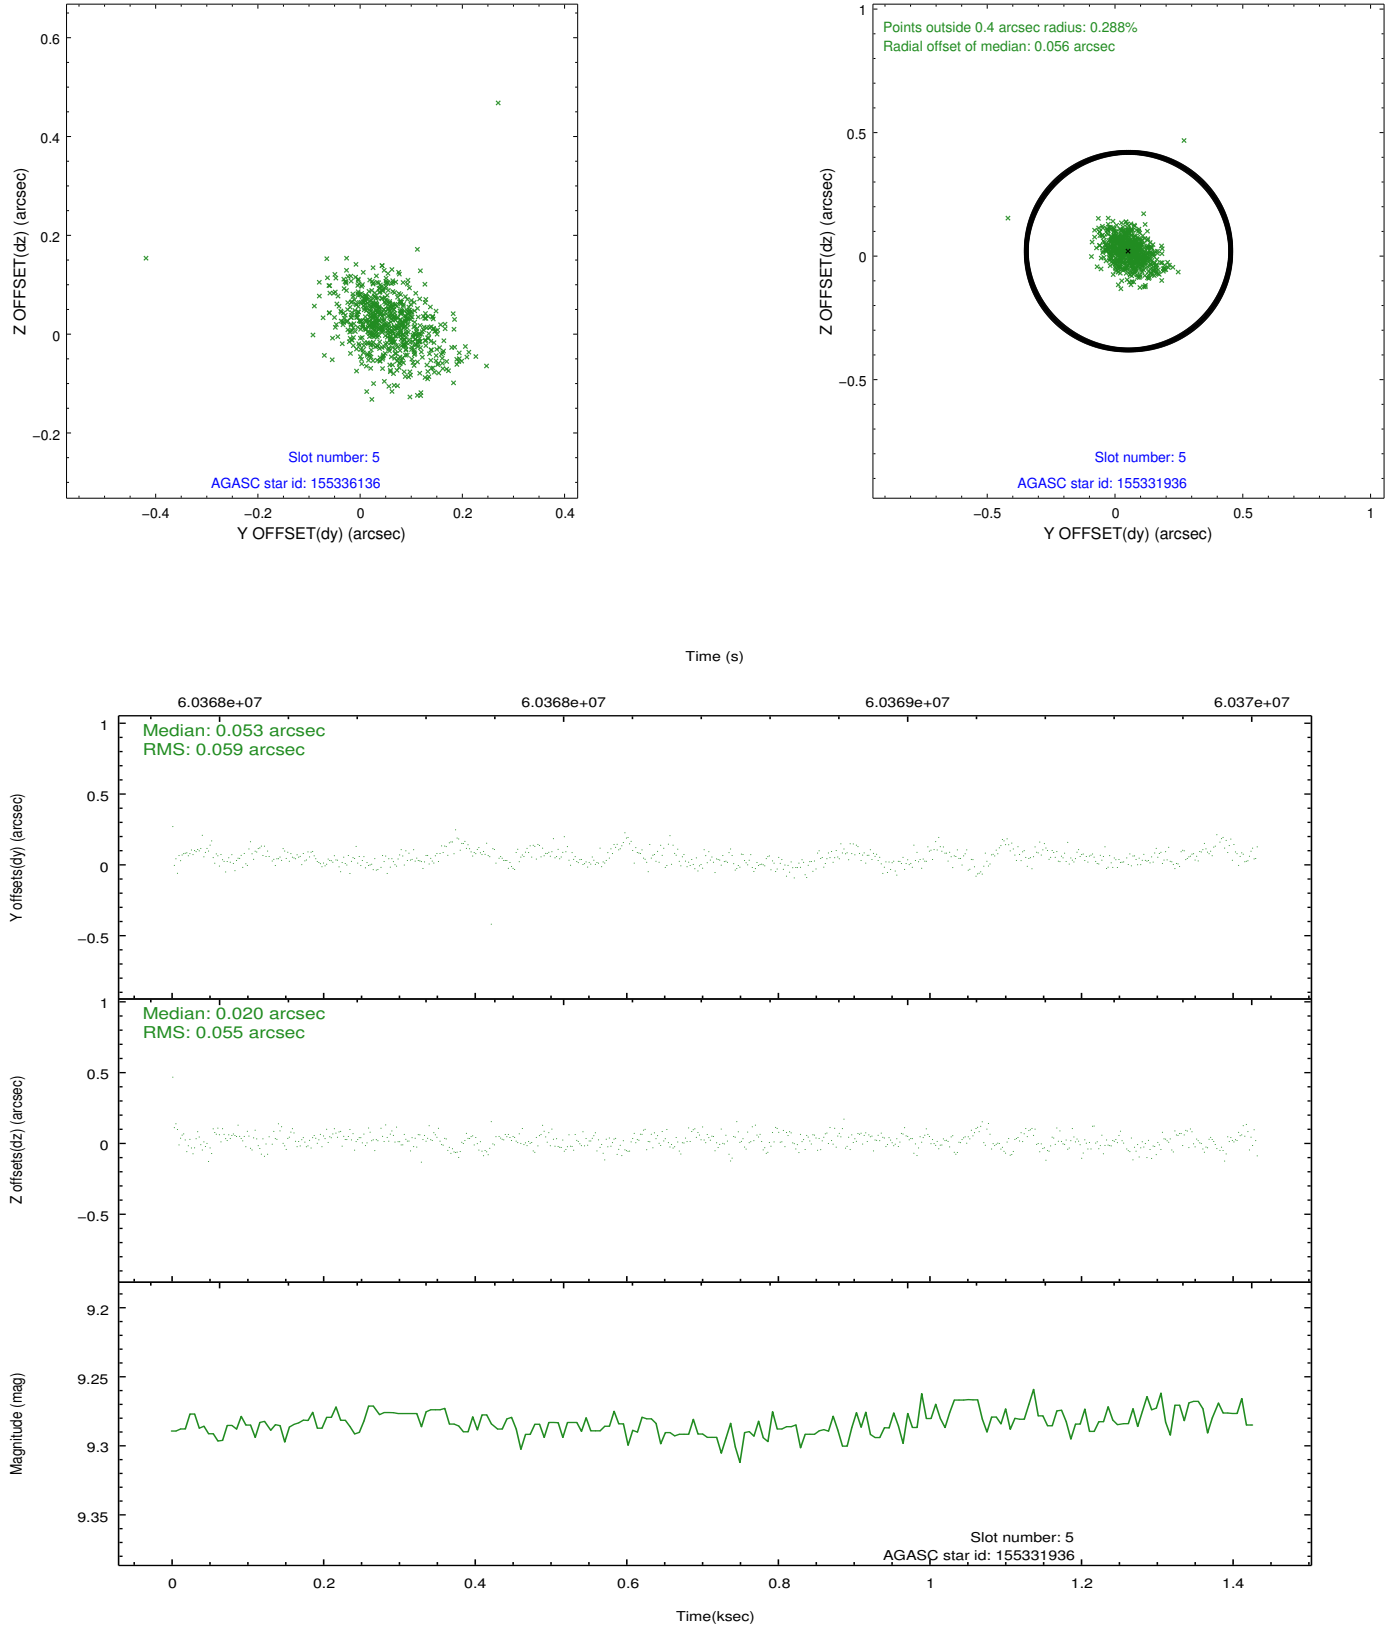 0.6
0.4
0.2
0
−0.2
Z OFFSET(dz) (arcsec)
Slot number: 5
AGASC star id: 155336136
−0.4
−0.2
0
0.2
0.4
Y OFFSET(dy) (arcsec)
Points outside 0.4 arcsec radius: 0.288%
Radial offset of median: 0.056 arcsec
1
0.5
0
−0.5
Z OFFSET(dz) (arcsec)
Slot number: 5
AGASC star id: 155331936
−0.5
0
0.5
1
Y OFFSET(dy) (arcsec)
Time (s)
6.0368e+07
6.0368e+07
6.0369e+07
6.037e+07
Median: 0.053 arcsec
RMS: 0.059 arcsec
1
0.5
0
−0.5
Y offsets(dy) (arcsec)
Median: 0.020 arcsec
RMS: 0.055 arcsec
1
0.5
0
−0.5
Z offsets(dz) (arcsec)
9.2
9.25
9.3
9.35
Magnitude (mag)
Slot number: 5
AGASC star id: 155331936
0
0.2
0.4
0.6
0.8
1
1.2
1.4
Time(ksec)